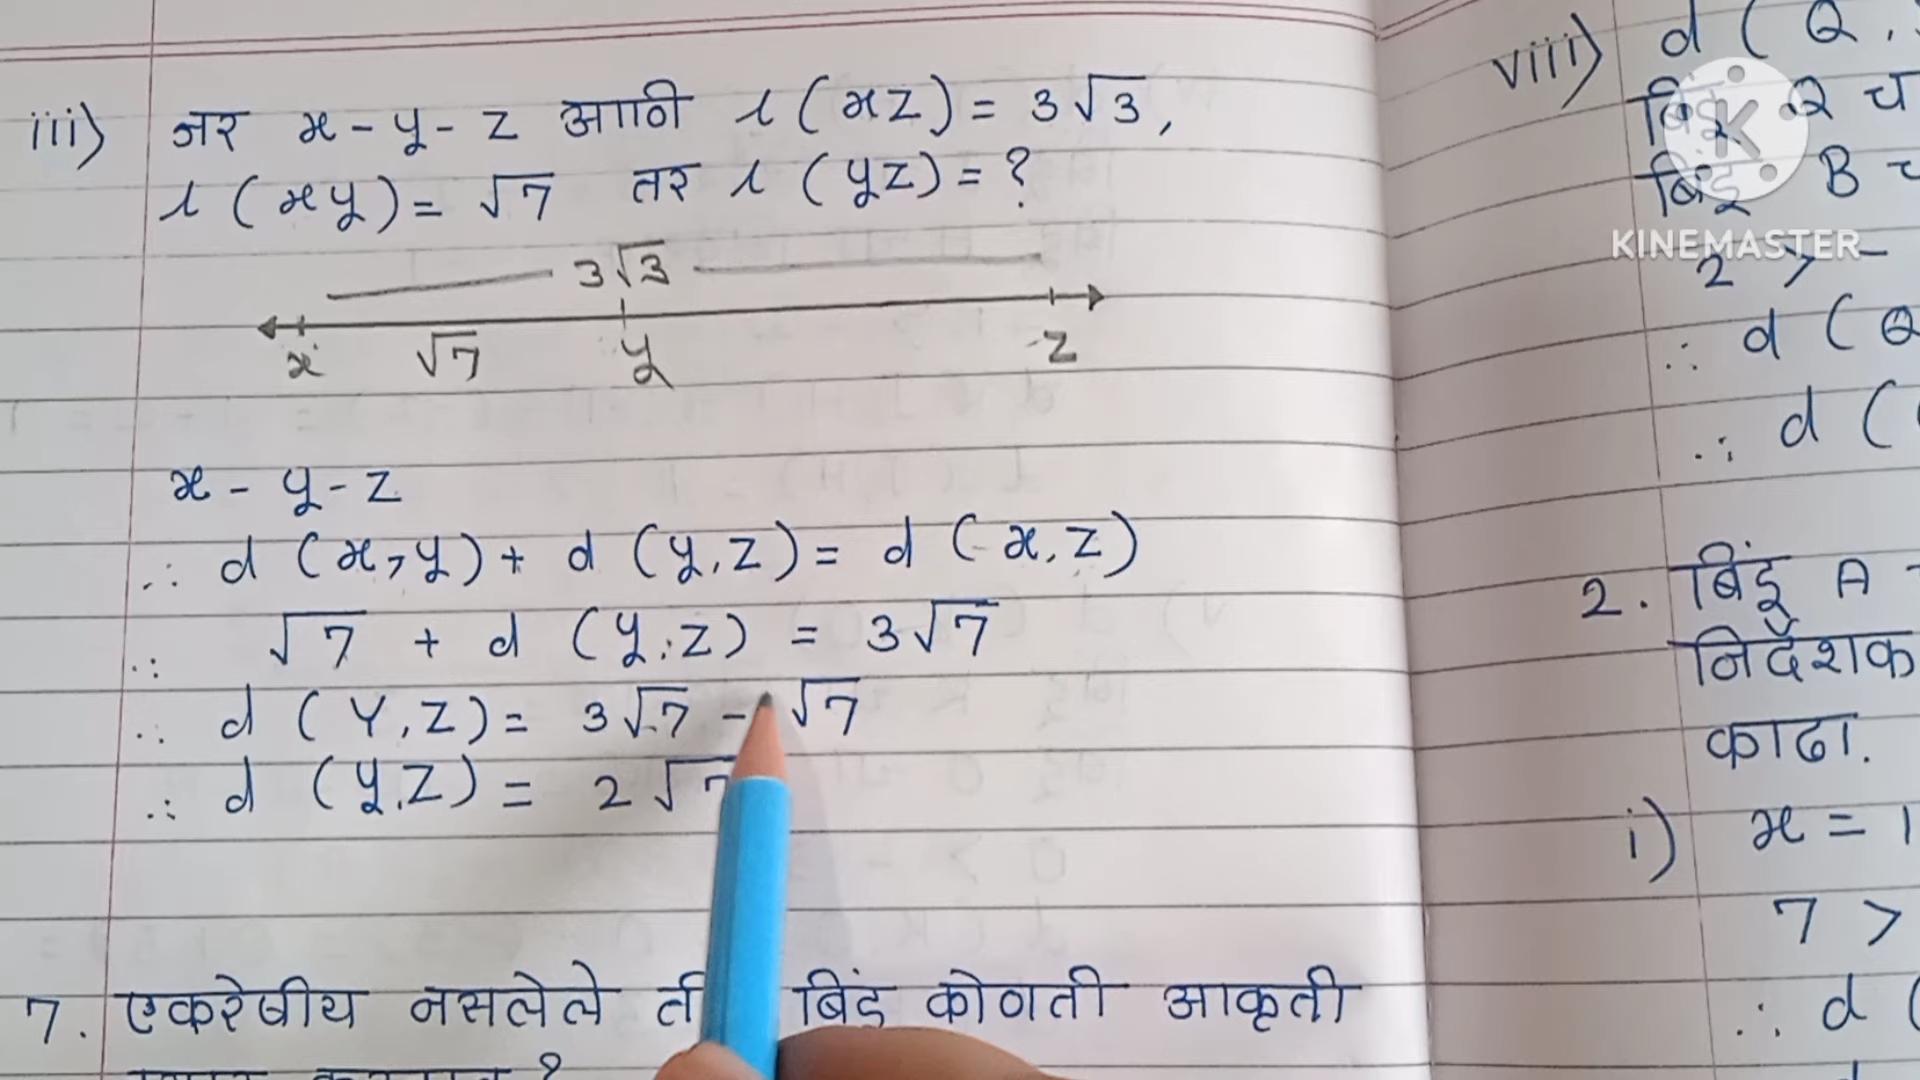 iii) जर x - y - z आणि l (xz) = 3√3,
l (xy) = √7 तर l (yz) = ?
3√3
x √7 y z
x - y - z
∴ d (x, y) + d (y, z) = d (x, z)
∴ √7 + d (y, z) = 3√7
∴ d (Y, Z) = 3√7 - √7
∴ d (y, z) = 2√7
7. एकरेषीय नसलेले बिंदू कोणती आकृती
viii) d ( Q,
बिंदू Q च
बिंदू B च
2 > -
∴ d ( Q
∴ d (
2. बिंदू A
निर्देशक
काढा.
i) x = 1
7 >
∴ d (
K
KINEMASTER